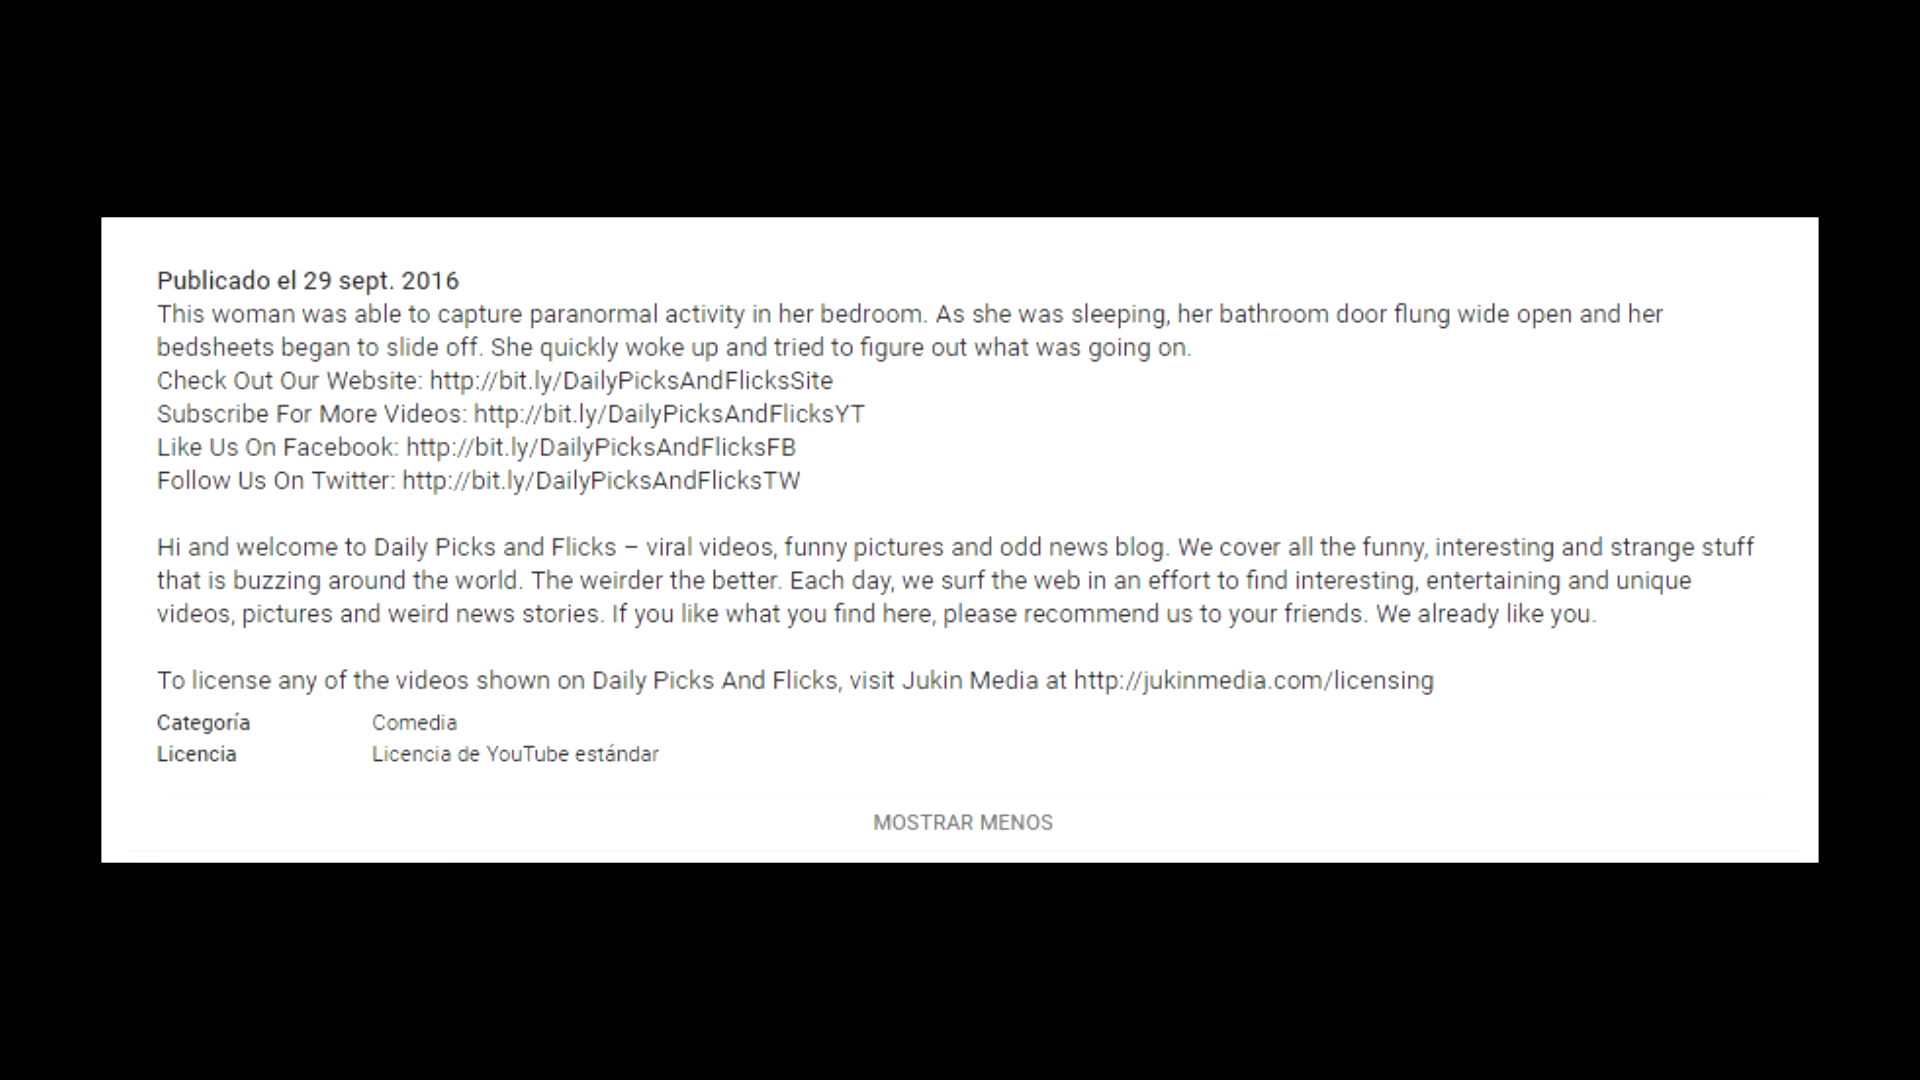 Publicado el 29 sept. 2016
This woman was able to capture paranormal activity in her bedroom. As she was sleeping, her bathroom door flung wide open and her
bedsheets began to slide off. She quickly woke up and tried to figure out what was going on.
Check Out Our Website: http://bit.ly/DailyPicksAndFlicksSite
Subscribe For More Videos: http://bit.ly/DailyPicksAndFlicksYT
Like Us On Facebook: http://bit.ly/DailyPicksAndFlicksFB
Follow Us On Twitter: http://bit.ly/DailyPicksAndFlicksTW
Hi and welcome to Daily Picks and Flicks – viral videos, funny pictures and odd news blog. We cover all the funny, interesting and strange stuff
that is buzzing around the world. The weirder the better. Each day, we surf the web in an effort to find interesting, entertaining and unique
videos, pictures and weird news stories. If you like what you find here, please recommend us to your friends. We already like you.
To license any of the videos shown on Daily Picks And Flicks, visit Jukin Media at http://jukinmedia.com/licensing
Categoría Comedia
Licencia Licencia de YouTube estándar
MOSTRAR MENOS